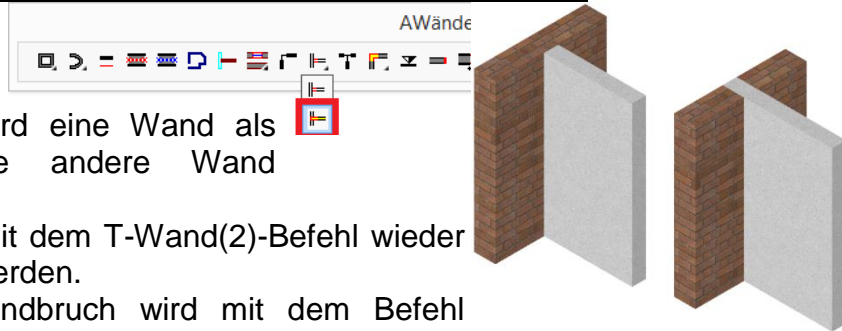 AWände
rd eine Wand als
e andere Wand
it dem T-Wand(2)-Befehl wieder
erden.
ndbruch wird mit dem Befehl